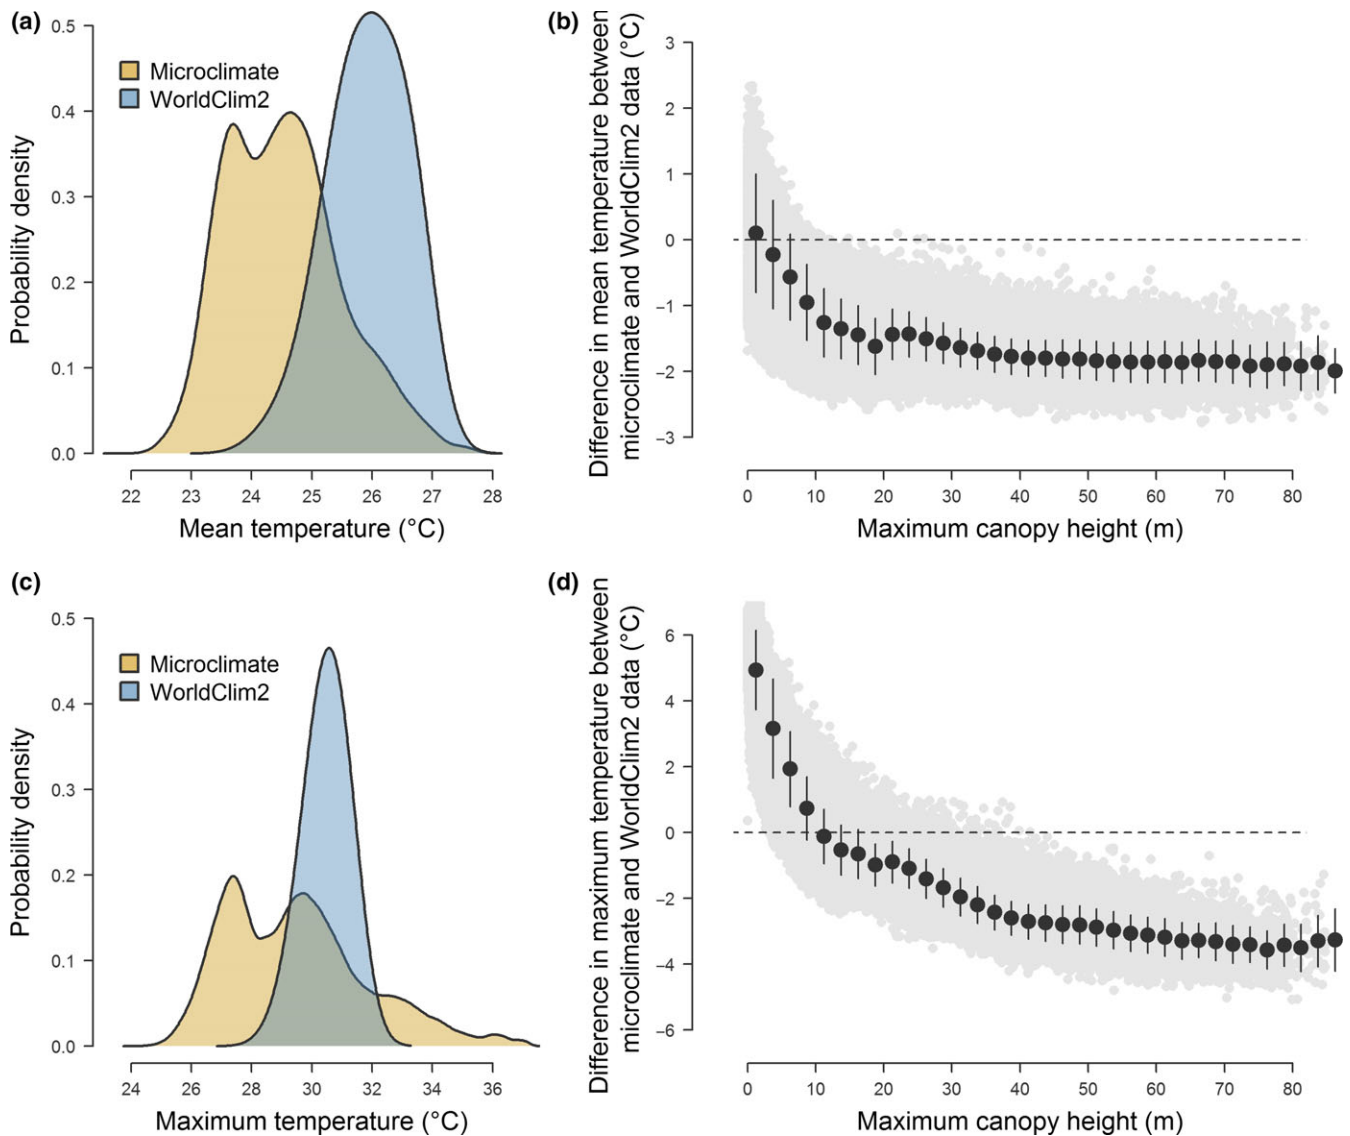 (a)
Probability density
0.5
0.4
0.3
0.2
0.1
0.0
Microclimate
WorldClim2
22 23 24 25 26 27 28
Mean temperature (°C)
(b)
Difference in mean temperature between
microclimate and WorldClim2 data (°C)
3
2
1
0
−1
−2
−3
0 10 20 30 40 50 60 70 80
Maximum canopy height (m)
(c)
Probability density
0.5
0.4
0.3
0.2
0.1
0.0
Microclimate
WorldClim2
24 26 28 30 32 34 36
Maximum temperature (°C)
(d)
Difference in maximum temperature between
microclimate and WorldClim2 data (°C)
6
4
2
0
−2
−4
−6
0 10 20 30 40 50 60 70 80
Maximum canopy height (m)